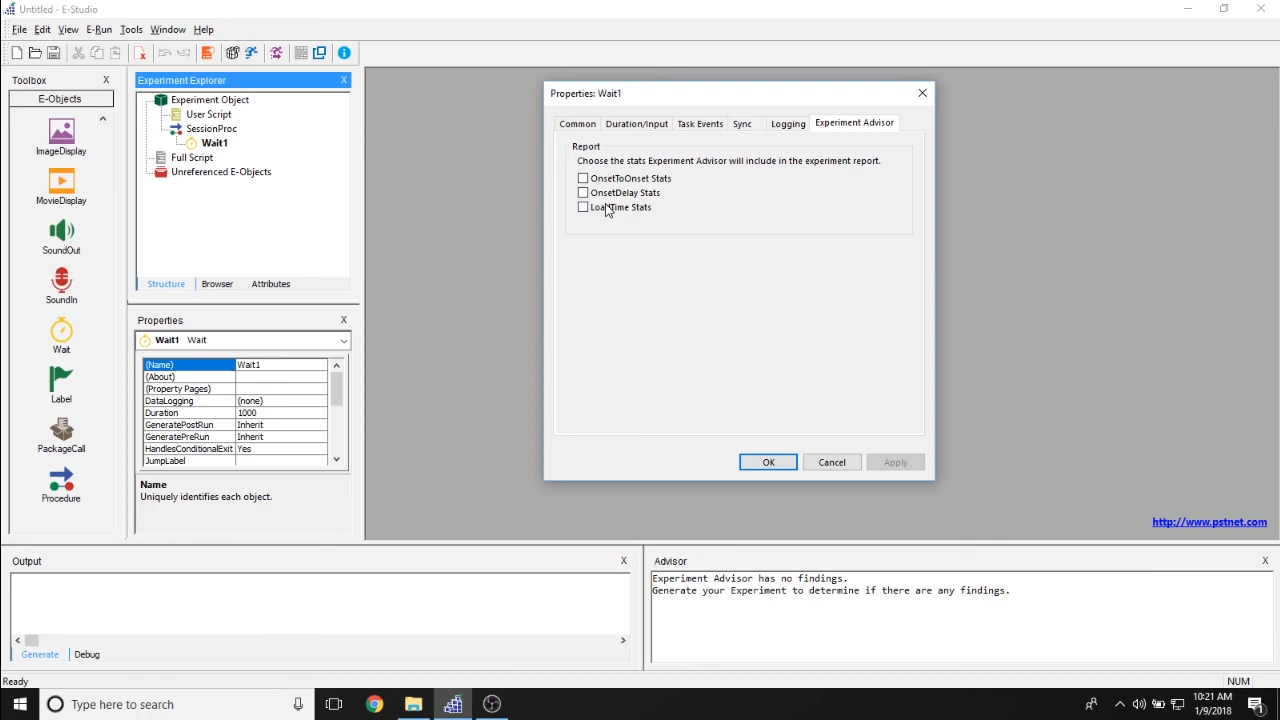 Untitled - E-Studio
File Edit View E-Run Tools Window Help
Toolbox X
E-Objects
ImageDisplay
MovieDisplay
SoundOut
SoundIn
Wait
Label
PackageCall
Procedure
Experiment Explorer X
Experiment Object
User Script
SessionProc
Wait1
Full Script
Unreferenced E-Objects
Structure Browser Attributes
Properties X
Wait1 Wait
(Name) Wait1
(About)
(Property Pages)
DataLogging (none)
Duration 1000
GeneratePostRun Inherit
GeneratePreRun Inherit
HandlesConditionalExit Yes
JumpLabel
Name
Uniquely identifies each object.
Properties: Wait1
Common Duration/Input Task Events Sync Logging Experiment Advisor
Report
Choose the stats Experiment Advisor will include in the experiment report.
OnsetToOnset Stats
OnsetDelay Stats
LoadTime Stats
OK Cancel Apply
http://www.pstnet.com
Output X
Generate Debug
Advisor X
Experiment Advisor has no findings.
Generate your Experiment to determine if there are any findings.
Ready NUM
Type here to search
10:21 AM
1/9/2018
1